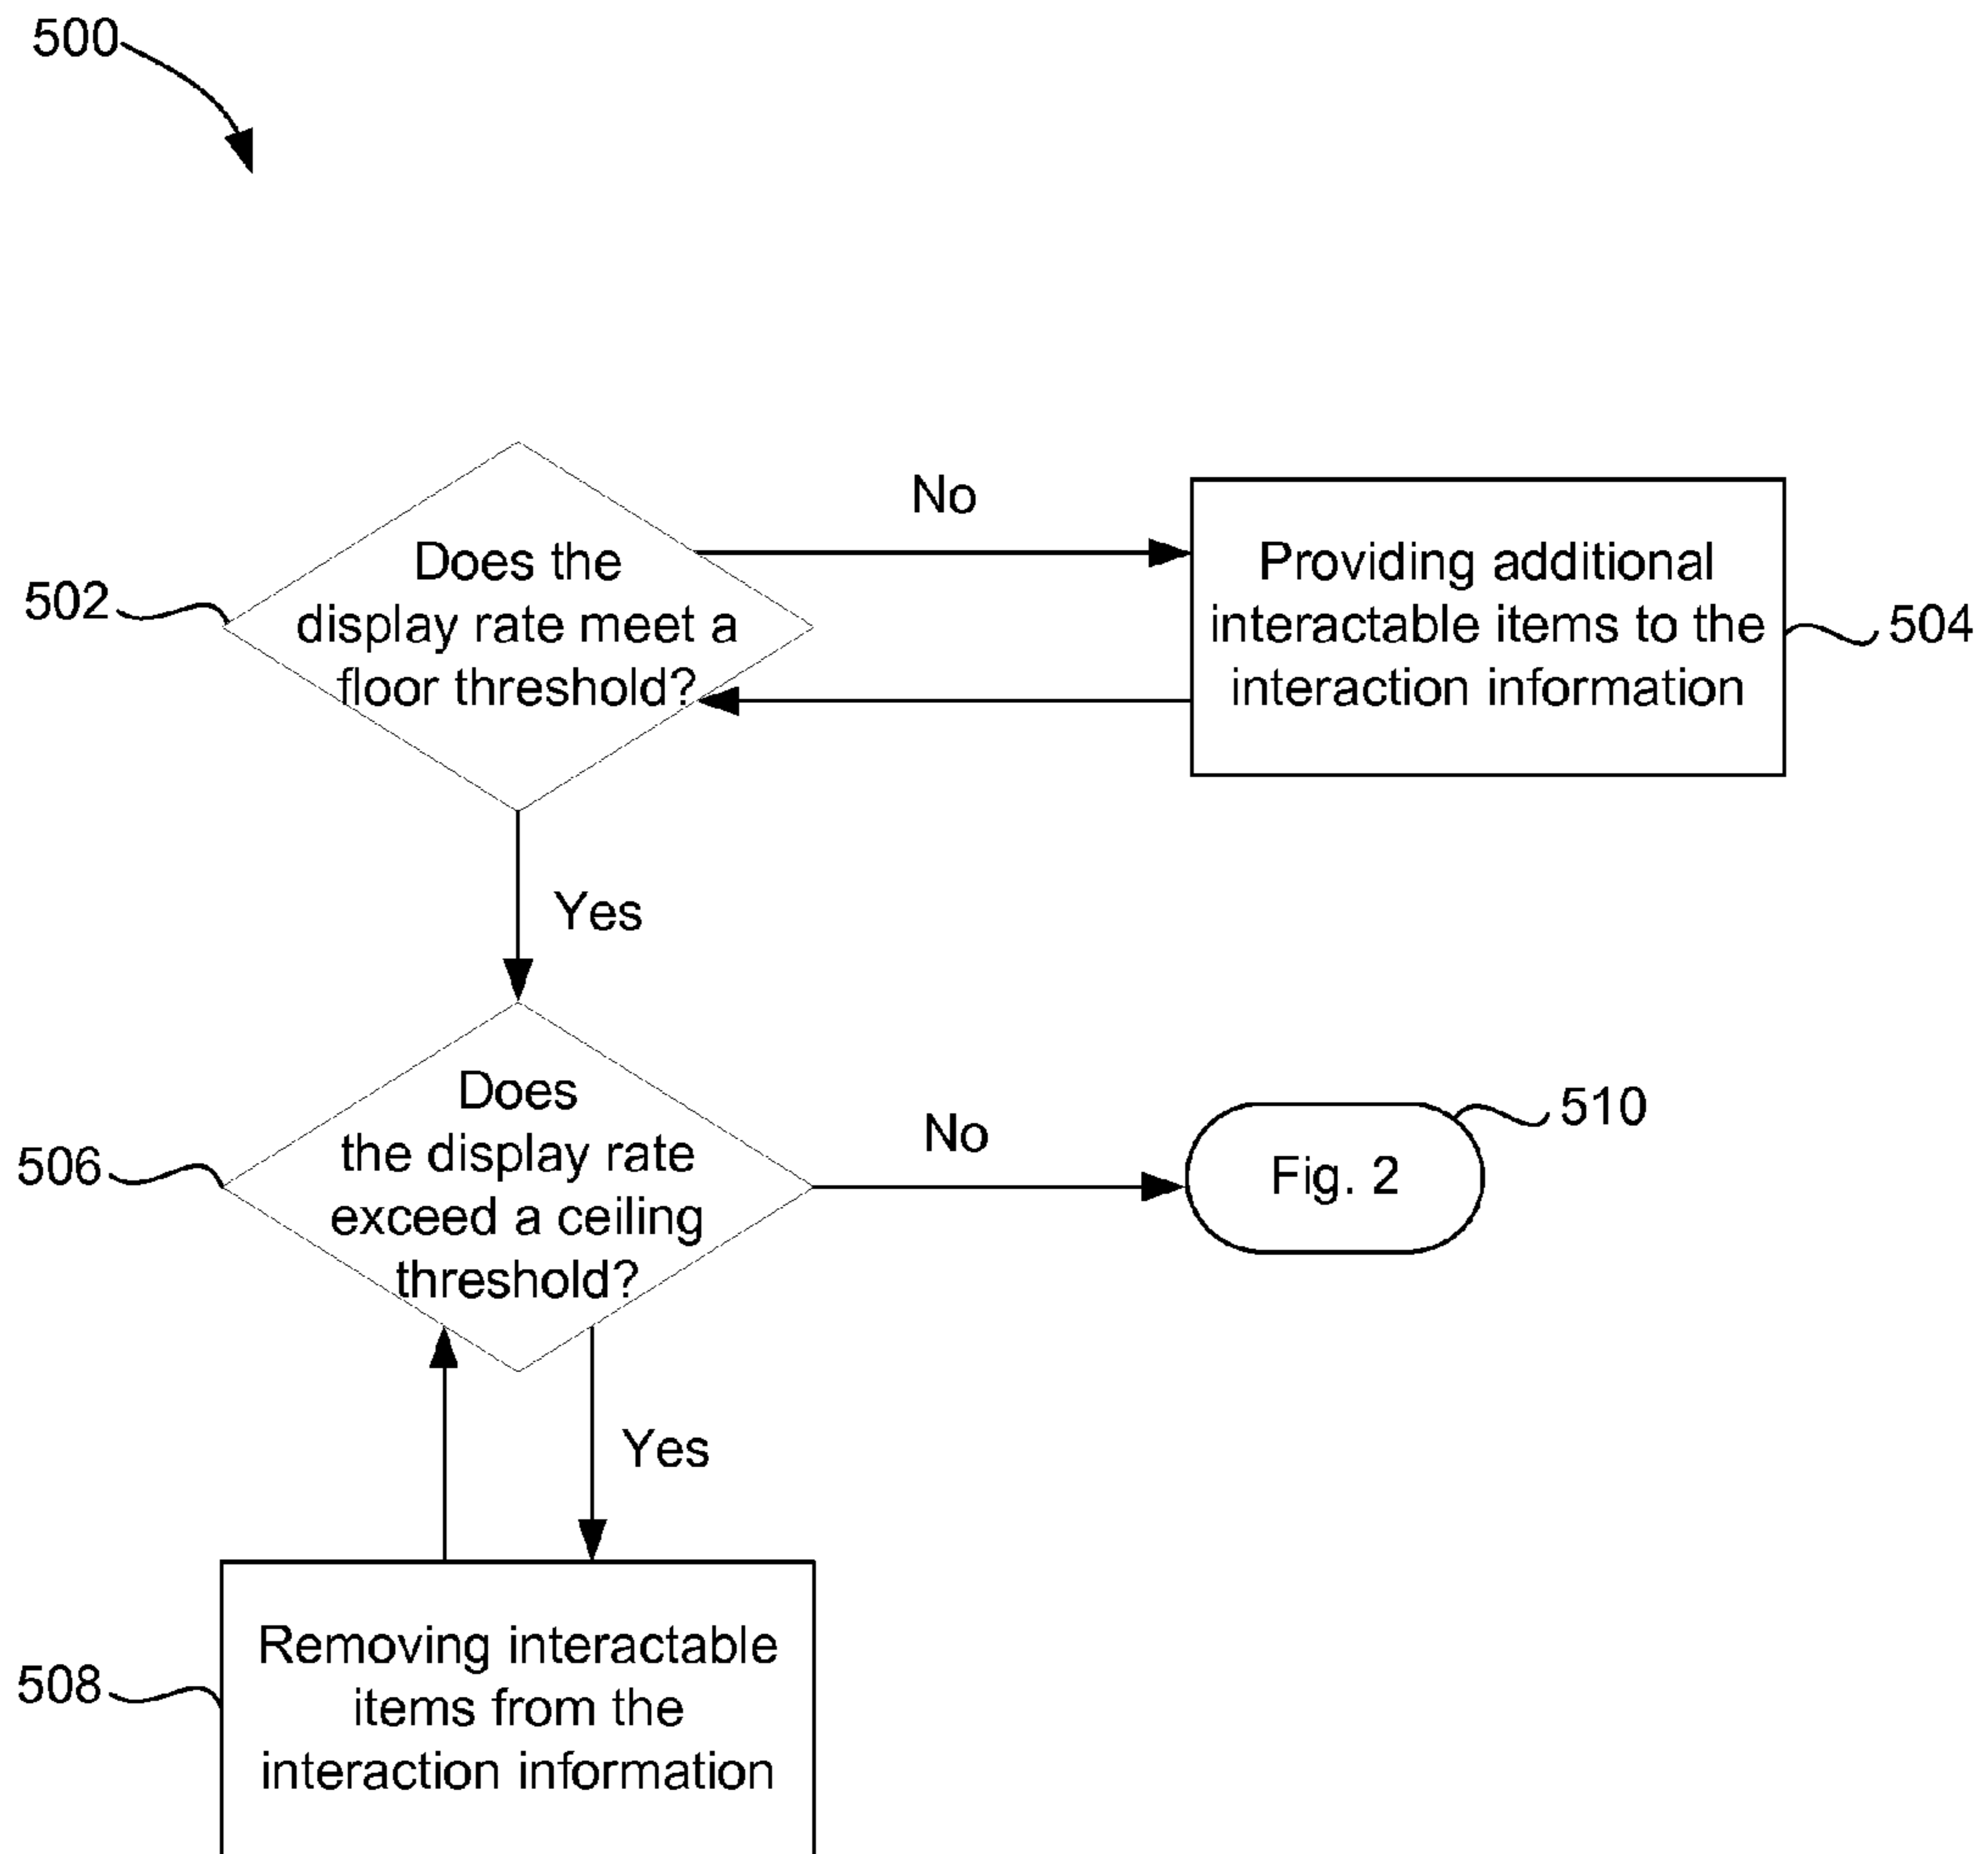 500
No
Does the
display rate meet a
floor threshold?
502
Providing additional
interactable items to the
interaction information
504
Yes
Does
the display rate
exceed a ceiling
threshold?
506
No
Fig. 2
510
Yes
Removing interactable
items from the
interaction information
508